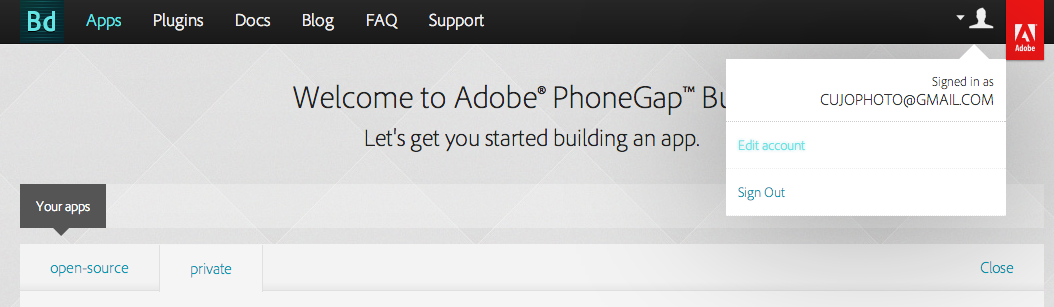 Bd Apps Plugins Docs Blog FAQ Support
Adobe
Signed in as
CUJOPHOTO@GMAIL.COM
Edit account
Sign Out
Welcome to Adobe® PhoneGap™ Bu
Let's get you started building an app.
Your apps
open-source private Close